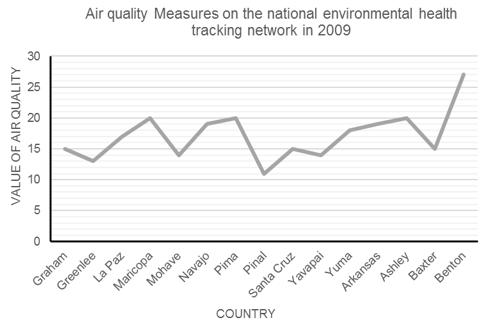 Air quality Measures on the national environmental health
tracking network in 2009
VALUE OF AIR QUALITY
30
25
20
15
10
5
0
Graham
Greenlee
La Paz
Maricopa
Mohave
Navajo
Pima
Pinal
Santa Cruz
Yavapai
Yuma
Arkansas
Ashley
Baxter
Benton
COUNTRY